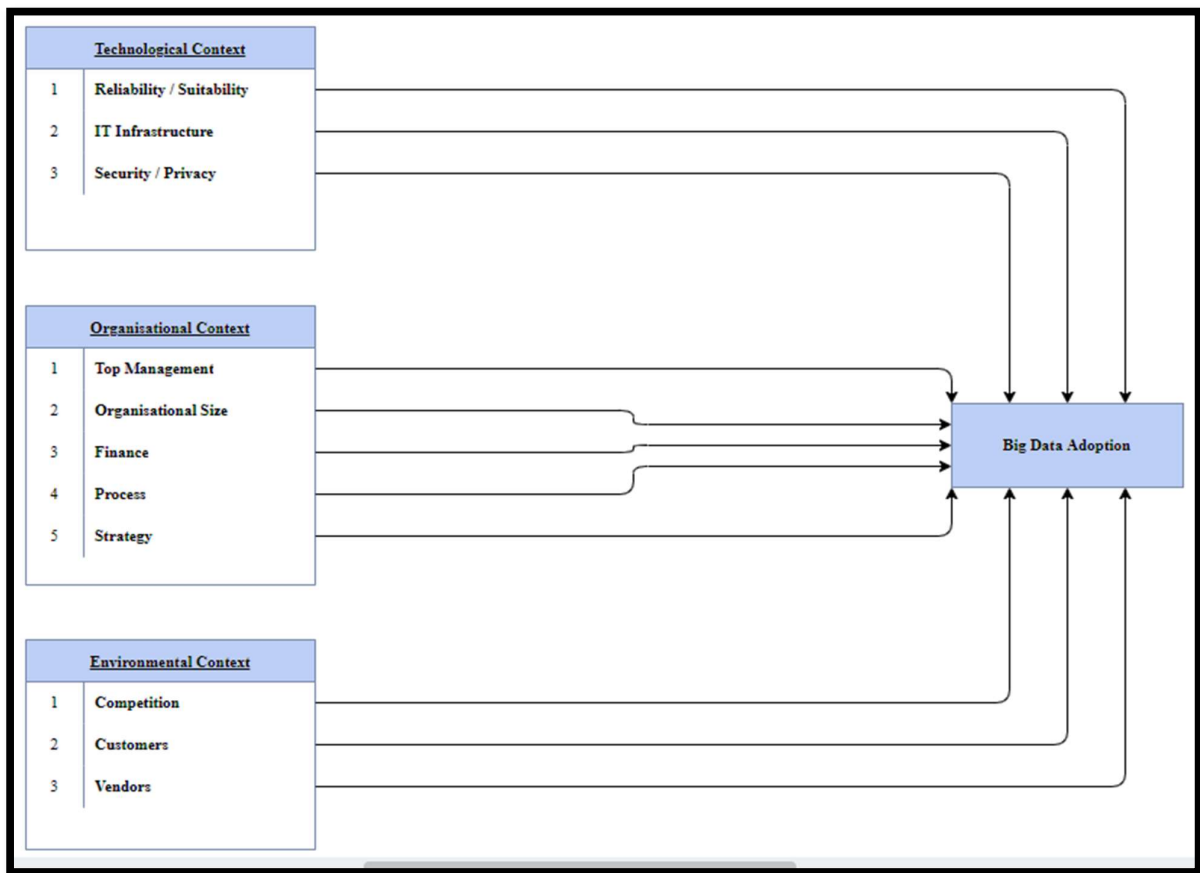 Technological Context
1 Reliability / Suitability
2 IT Infrastructure
3 Security / Privacy
Organisational Context
1 Top Management
2 Organisational Size
3 Finance
4 Process
5 Strategy
Big Data Adoption
Environmental Context
1 Competition
2 Customers
3 Vendors